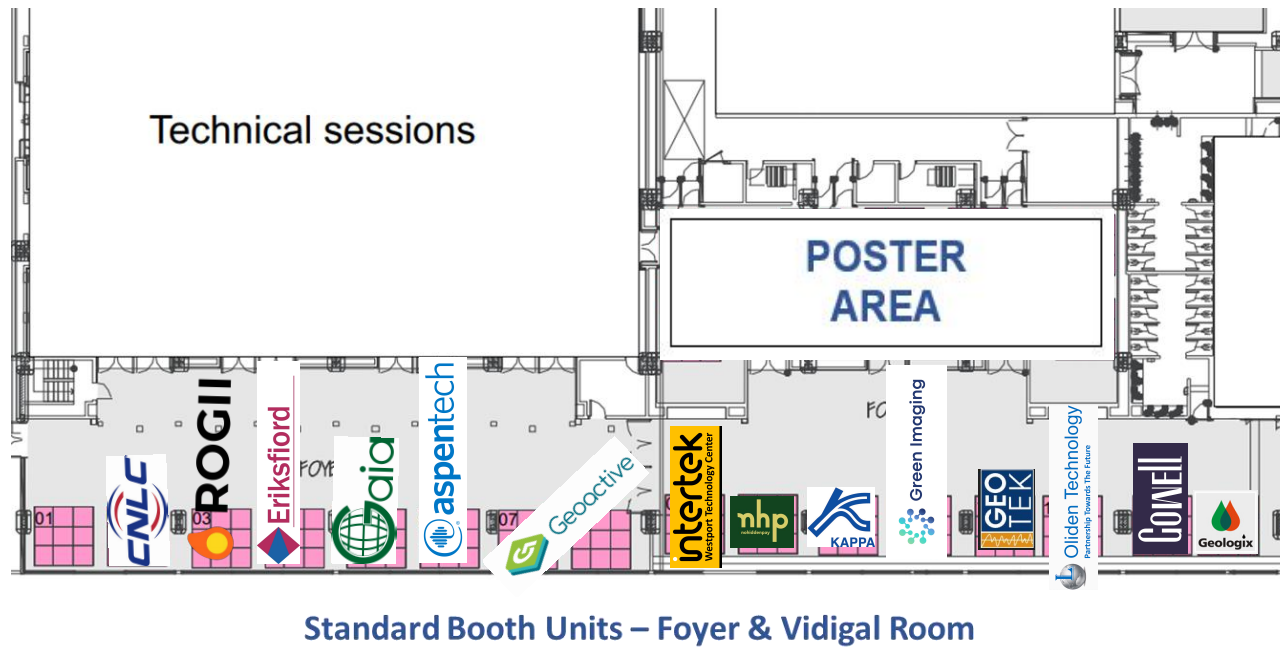 Technical sessions
POSTER
AREA
FO
FOYE
01
CNLC
03
ROGII
Eriksfiord
Gaia
aspentech
07
Geoactive
intertek
Westport Technology Center
nhp
nohiddenpay
KAPPA
Green Imaging
GEO
TEK
Oliden Technology
Partnership Towards The Future
COWELL
Geologix
Standard Booth Units – Foyer & Vidigal Room